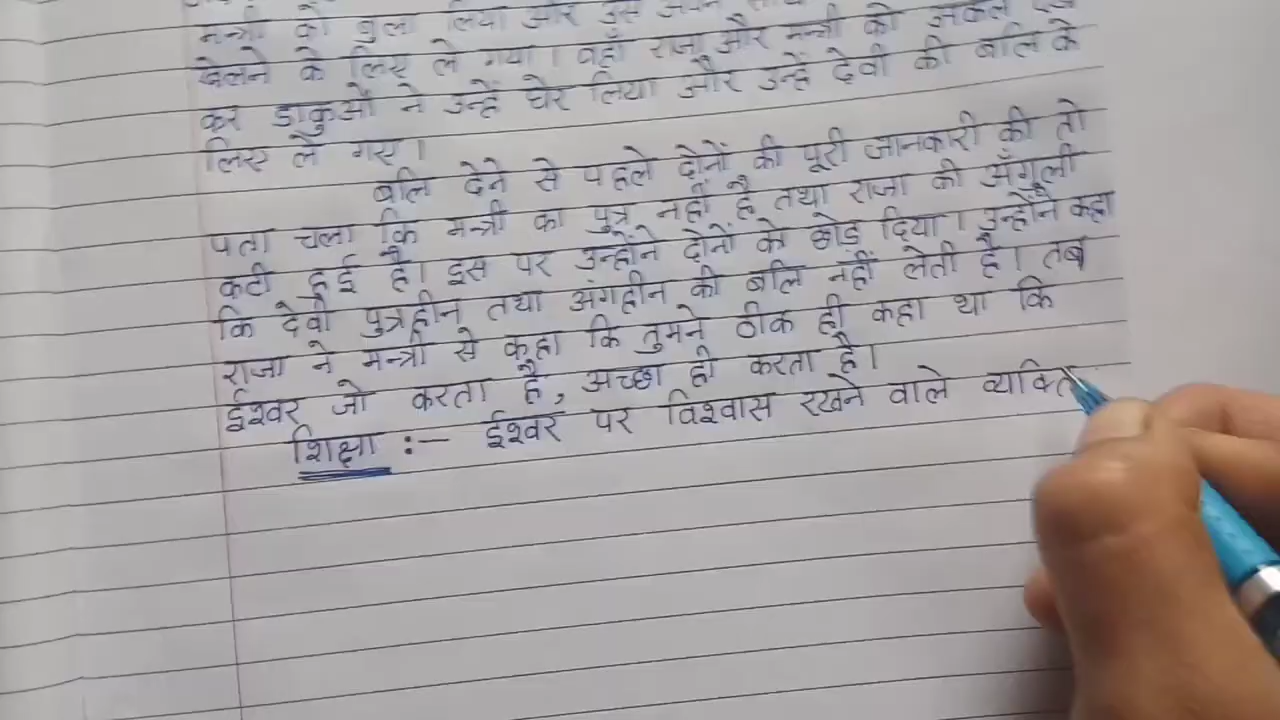 मन्त्री को बुला लिया और उसे अपने साथ
खेलने के लिए ले गया। वहाँ राजा और मन्त्री को अकेले देख
कर डाकुओं ने उन्हें घेर लिया और उन्हें देवी की बलि के
लिए ले गए।
बलि देने से पहले दोनों की पूरी जानकारी की तो
पता चला कि मन्त्री का पुत्र नहीं है तथा राजा की अँगुली
कटी हुई है। इस पर उन्होंने दोनों को छोड़ दिया। उन्होंने कहा
कि देवी पुत्रहीन तथा अंगहीन की बलि नहीं लेती है। तब
राजा ने मन्त्री से कहा कि तुमने ठीक ही कहा था कि
ईश्वर जो करता है, अच्छा ही करता है।
शिक्षा :— ईश्वर पर विश्वास रखने वाले व्यक्ति